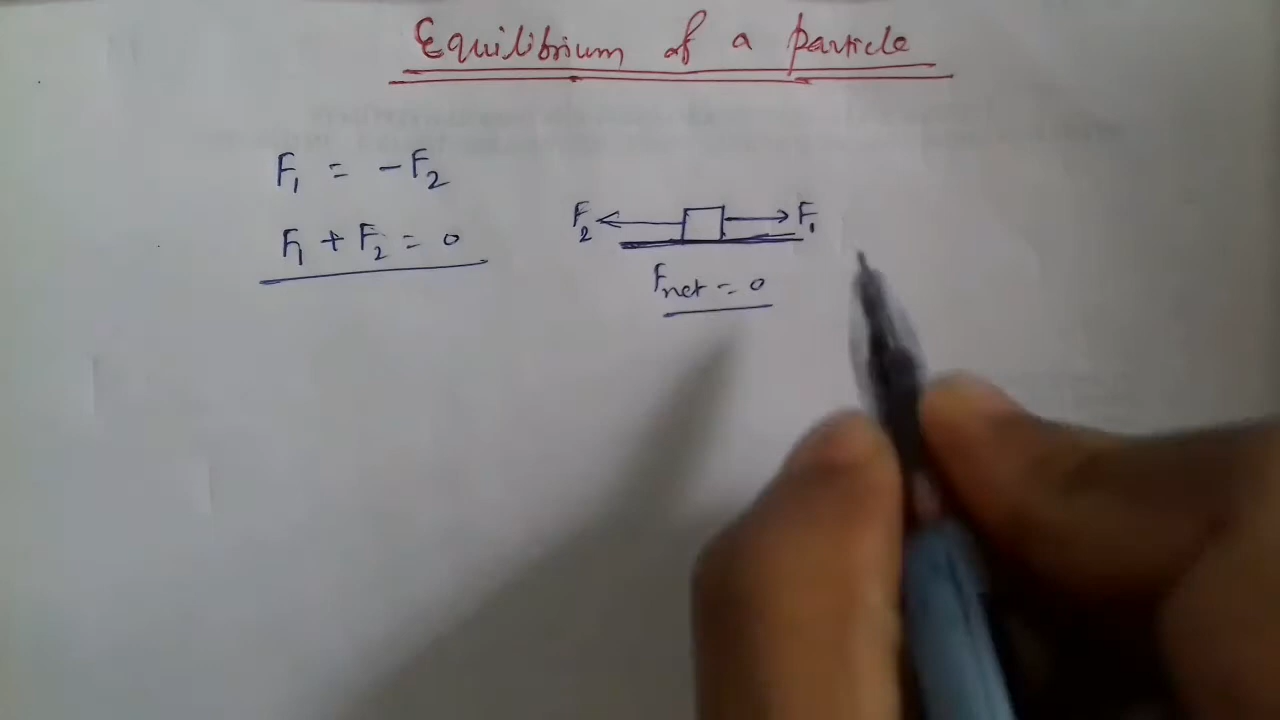 Equilibrium of a particle
F₁ = -F₂
F₁ + F₂ = 0
F₂ F₁
Fnet = 0